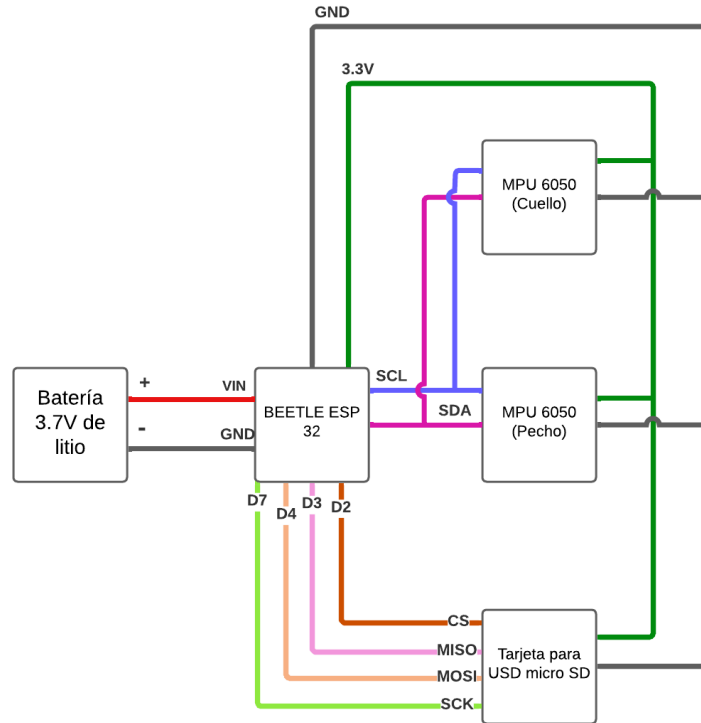 GND
3.3V
MPU 6050
(Cuello)
SCL
SDA
MPU 6050
(Pecho)
Batería
3.7V de
litio
+
-
VIN
GND
BEETLE ESP
32
D7
D4
D3
D2
CS
MISO
MOSI
SCK
Tarjeta para
USD micro SD